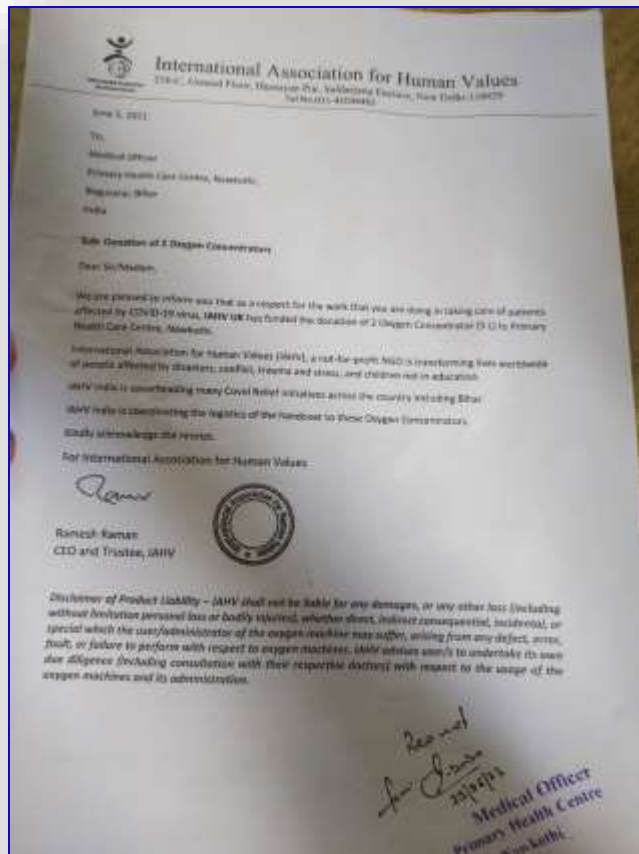 International Association for Human Values
June 5, 2021
To,
Medical Officer
Primary Health Care Centre, Nawkothi,
Begusarai, Bihar
India
Sub: Donation of 2 Oxygen Concentrators
Dear Sir/Madam,
We are pleased to inform you that as a respect for the work that you are doing in taking care of patients
affected by COVID-19 virus, IAHV UK has funded the donation of 2 Oxygen Concentrator (5 L) to Primary
Health Care Centre, Nawkothi.
International Association for Human Values (IAHV), a not-for-profit NGO is transforming lives worldwide
of people affected by disasters, conflict, trauma and stress, and children not in education.
IAHV India is spearheading many Covid Relief initiatives across the country including Bihar
IAHV India is coordinating the logistics of the Handover to these Oxygen Concentrators.
Kindly acknowledge the receipt.
For International Association for Human Values
Ramesh Raman
CEO and Trustee, IAHV
Disclaimer of Product Liability – IAHV shall not be liable for any damages, or any other loss (including
without limitation personal loss or bodily injuries), whether direct, indirect consequential, incidental, or
special which the user/administrator of the oxygen machine may suffer, arising from any defect, error,
fault, or failure to perform with respect to oxygen machines. IAHV advises user/s to undertake its own
due diligence (including consultation with their respective doctors) with respect to the usage of the
oxygen machines and its administration.
Medical Officer
Primary Health Centre